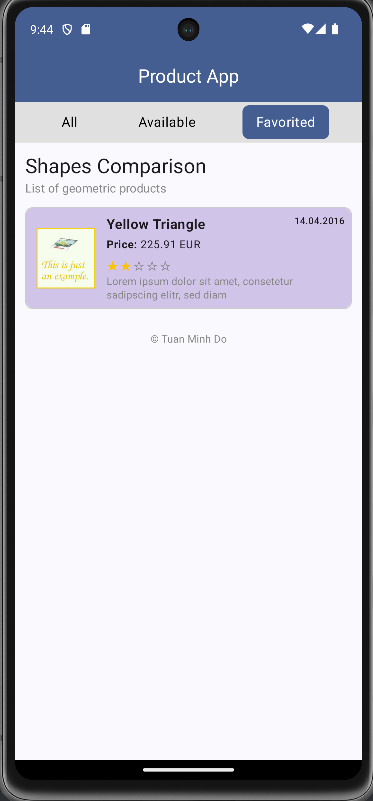 9:44
Product App
All
Available
Favorited
Shapes Comparison
List of geometric products
Yellow Triangle
14.04.2016
Price: 225.91 EUR
This is just
an example.
Lorem ipsum dolor sit amet, consetetur
sadipscing elitr, sed diam
© Tuan Minh Do